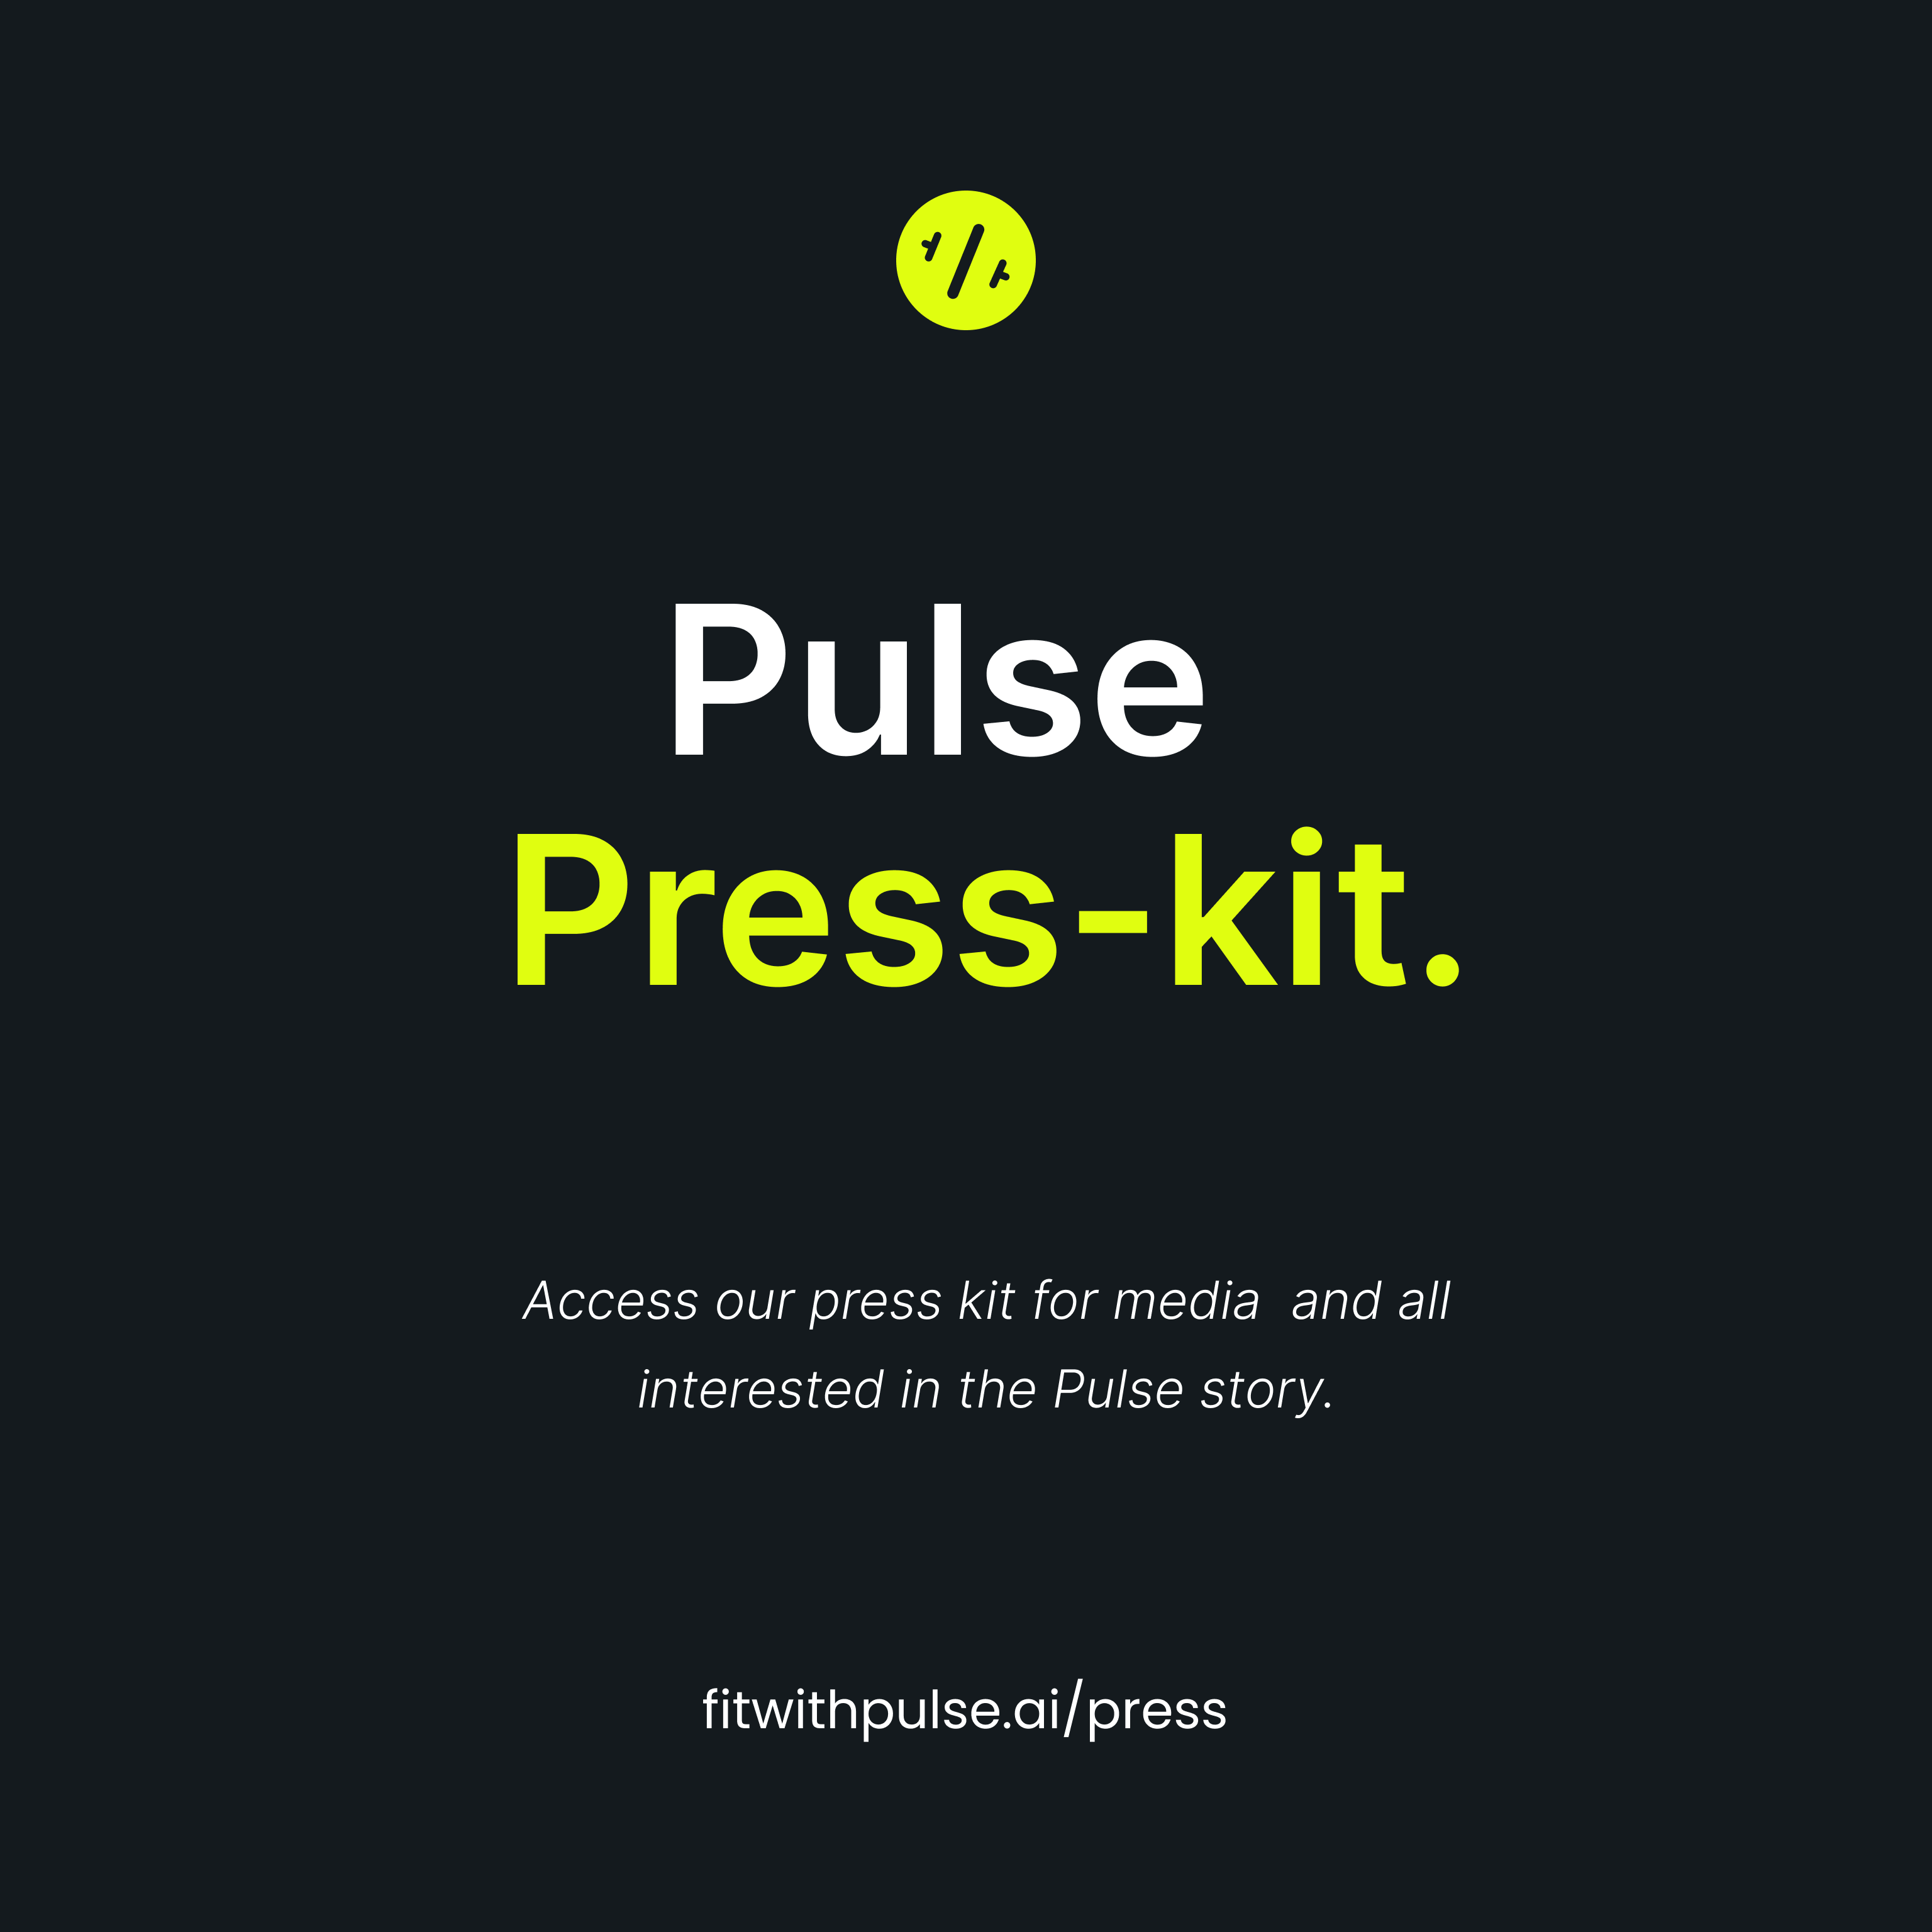 Pulse
Press-kit.
Access our press kit for media  and all
interested in the Pulse story.
fitwithpulse.ai/press